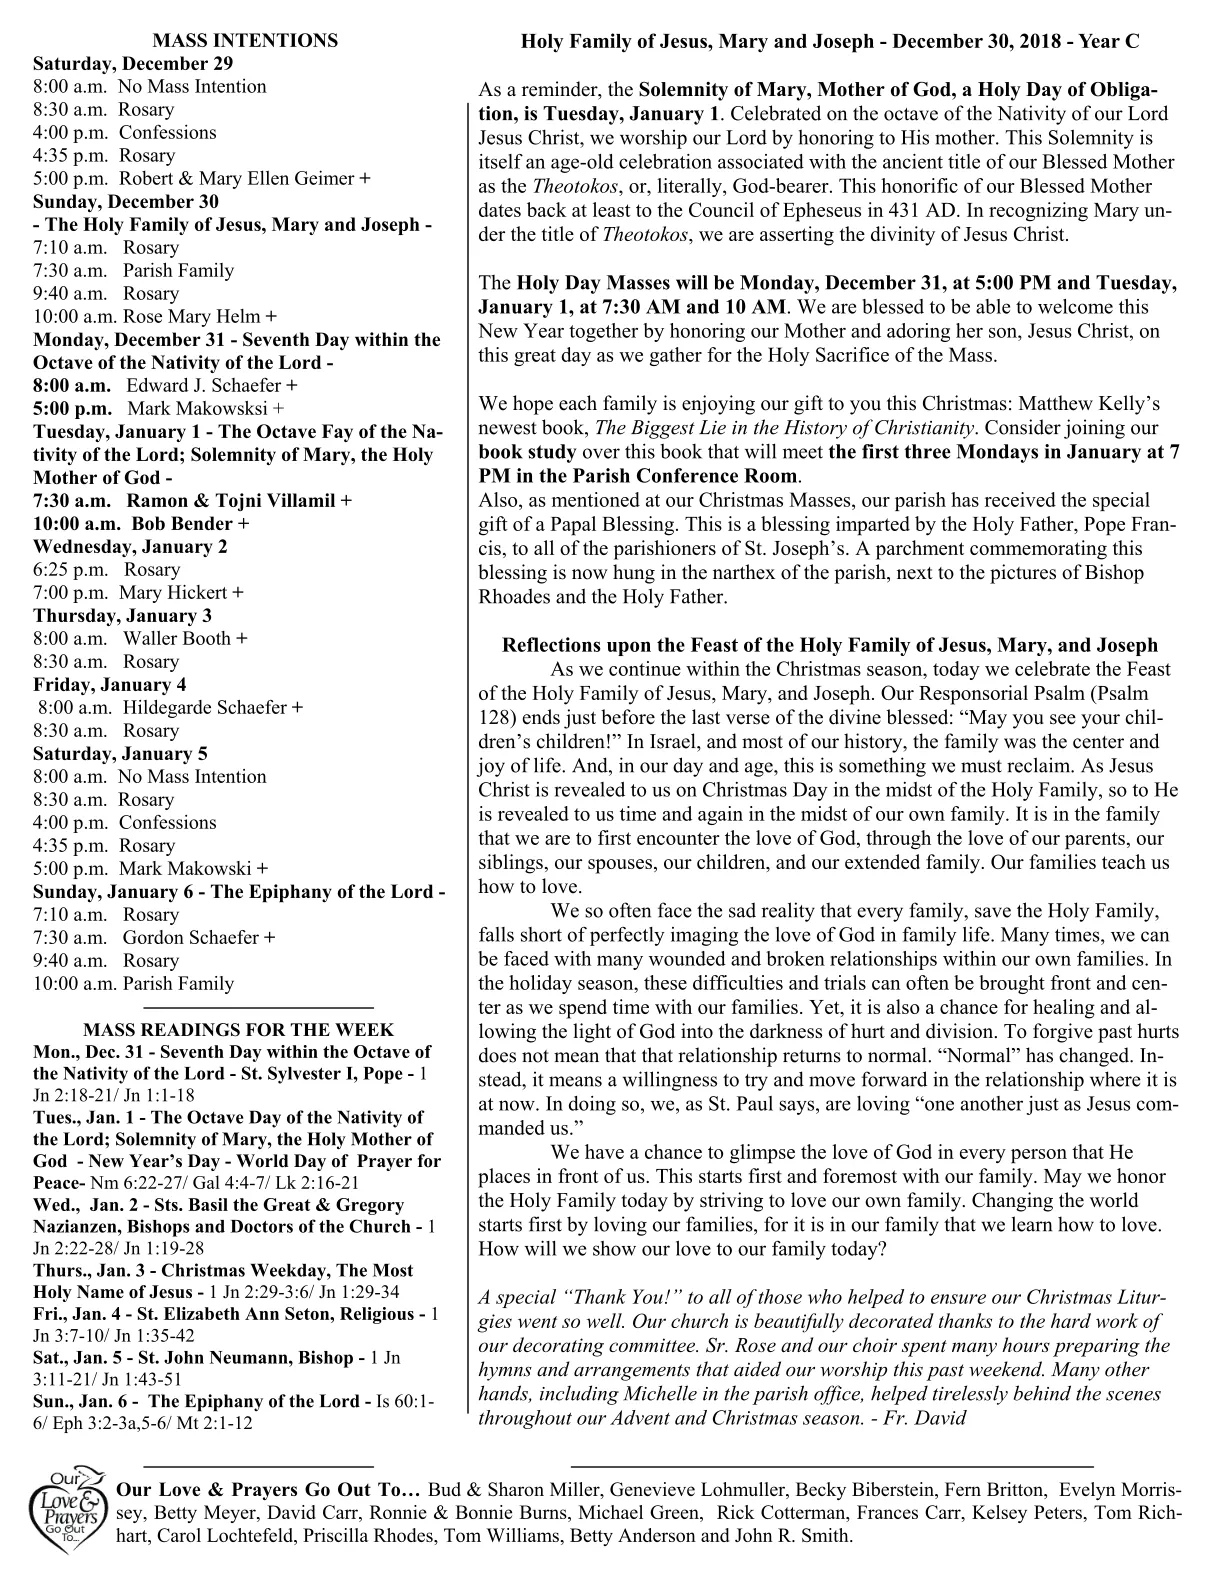 MASS INTENTIONS
Saturday, December 29
8:00 a.m.  No Mass Intention
8:30 a.m.  Rosary
4:00 p.m.  Confessions
4:35 p.m.  Rosary
5:00 p.m.  Robert & Mary Ellen Geimer +
Sunday, December 30
- The Holy Family of Jesus, Mary and Joseph -
7:10 a.m.   Rosary
7:30 a.m.   Parish Family
9:40 a.m.   Rosary
10:00 a.m. Rose Mary Helm +
Monday, December 31 - Seventh Day within the
Octave of the Nativity of the Lord -
8:00 a.m.   Edward J. Schaefer +
5:00 p.m.   Mark Makowsksi +
Tuesday, January 1 - The Octave Fay of the Na-
tivity of the Lord; Solemnity of Mary, the Holy
Mother of God -
7:30 a.m.   Ramon & Tojni Villamil +
10:00 a.m.  Bob Bender +
Wednesday, January 2
6:25 p.m.   Rosary
7:00 p.m.  Mary Hickert +
Thursday, January 3
8:00 a.m.   Waller Booth +
8:30 a.m.   Rosary
Friday, January 4
8:00 a.m.  Hildegarde Schaefer +
8:30 a.m.   Rosary
Saturday, January 5
8:00 a.m.  No Mass Intention
8:30 a.m.  Rosary
4:00 p.m.  Confessions
4:35 p.m.  Rosary
5:00 p.m.  Mark Makowski +
Sunday, January 6 - The Epiphany of the Lord -
7:10 a.m.   Rosary
7:30 a.m.   Gordon Schaefer +
9:40 a.m.   Rosary
10:00 a.m. Parish Family
MASS READINGS FOR THE WEEK
Mon., Dec. 31 - Seventh Day within the Octave of
the Nativity of the Lord - St. Sylvester I, Pope - 1
Jn 2:18-21/ Jn 1:1-18
Tues., Jan. 1 - The Octave Day of the Nativity of
the Lord; Solemnity of Mary, the Holy Mother of
God  - New Year's Day - World Day of  Prayer for
Peace- Nm 6:22-27/ Gal 4:4-7/ Lk 2:16-21
Wed.,  Jan. 2 - Sts. Basil the Great & Gregory
Nazianzen, Bishops and Doctors of the Church - 1
Jn 2:22-28/ Jn 1:19-28
Thurs., Jan. 3 - Christmas Weekday, The Most
Holy Name of Jesus - 1 Jn 2:29-3:6/ Jn 1:29-34
Fri., Jan. 4 - St. Elizabeth Ann Seton, Religious - 1
Jn 3:7-10/ Jn 1:35-42
Sat., Jan. 5 - St. John Neumann, Bishop - 1 Jn
3:11-21/ Jn 1:43-51
Sun., Jan. 6 -  The Epiphany of the Lord - Is 60:1-
6/ Eph 3:2-3a,5-6/ Mt 2:1-12
Holy Family of Jesus, Mary and Joseph - December 30, 2018 - Year C
As a reminder, the Solemnity of Mary, Mother of God, a Holy Day of Obliga-
tion, is Tuesday, January 1. Celebrated on the octave of the Nativity of our Lord
Jesus Christ, we worship our Lord by honoring to His mother. This Solemnity is
itself an age-old celebration associated with the ancient title of our Blessed Mother
as the Theotokos, or, literally, God-bearer. This honorific of our Blessed Mother
dates back at least to the Council of Epheseus in 431 AD. In recognizing Mary un-
der the title of Theotokos, we are asserting the divinity of Jesus Christ.
The Holy Day Masses will be Monday, December 31, at 5:00 PM and Tuesday,
January 1, at 7:30 AM and 10 AM. We are blessed to be able to welcome this
New Year together by honoring our Mother and adoring her son, Jesus Christ, on
this great day as we gather for the Holy Sacrifice of the Mass.
We hope each family is enjoying our gift to you this Christmas: Matthew Kelly's
newest book, The Biggest Lie in the History of Christianity. Consider joining our
book study over this book that will meet the first three Mondays in January at 7
PM in the Parish Conference Room.
Also, as mentioned at our Christmas Masses, our parish has received the special
gift of a Papal Blessing. This is a blessing imparted by the Holy Father, Pope Fran-
cis, to all of the parishioners of St. Joseph's. A parchment commemorating this
blessing is now hung in the narthex of the parish, next to the pictures of Bishop
Rhoades and the Holy Father.
Reflections upon the Feast of the Holy Family of Jesus, Mary, and Joseph
As we continue within the Christmas season, today we celebrate the Feast
of the Holy Family of Jesus, Mary, and Joseph. Our Responsorial Psalm (Psalm
128) ends just before the last verse of the divine blessed: "May you see your chil-
dren's children!" In Israel, and most of our history, the family was the center and
joy of life. And, in our day and age, this is something we must reclaim. As Jesus
Christ is revealed to us on Christmas Day in the midst of the Holy Family, so to He
is revealed to us time and again in the midst of our own family. It is in the family
that we are to first encounter the love of God, through the love of our parents, our
siblings, our spouses, our children, and our extended family. Our families teach us
how to love.
We so often face the sad reality that every family, save the Holy Family,
falls short of perfectly imaging the love of God in family life. Many times, we can
be faced with many wounded and broken relationships within our own families. In
the holiday season, these difficulties and trials can often be brought front and cen-
ter as we spend time with our families. Yet, it is also a chance for healing and al-
lowing the light of God into the darkness of hurt and division. To forgive past hurts
does not mean that that relationship returns to normal. "Normal" has changed. In-
stead, it means a willingness to try and move forward in the relationship where it is
at now. In doing so, we, as St. Paul says, are loving "one another just as Jesus com-
manded us."
We have a chance to glimpse the love of God in every person that He
places in front of us. This starts first and foremost with our family. May we honor
the Holy Family today by striving to love our own family. Changing the world
starts first by loving our families, for it is in our family that we learn how to love.
How will we show our love to our family today?
A special "Thank You!" to all of those who helped to ensure our Christmas Litur-
gies went so well. Our church is beautifully decorated thanks to the hard work of
our decorating committee. Sr. Rose and our choir spent many hours preparing the
hymns and arrangements that aided our worship this past weekend. Many other
hands, including Michelle in the parish office, helped tirelessly behind the scenes
throughout our Advent and Christmas season. - Fr. David
Our
Love &
Prayers
Go Out
To...
Our Love & Prayers Go Out To… Bud & Sharon Miller, Genevieve Lohmuller, Becky Biberstein, Fern Britton,  Evelyn Morris-
sey, Betty Meyer, David Carr, Ronnie & Bonnie Burns, Michael Green,  Rick Cotterman, Frances Carr, Kelsey Peters, Tom Rich-
hart, Carol Lochtefeld, Priscilla Rhodes, Tom Williams, Betty Anderson and John R. Smith.